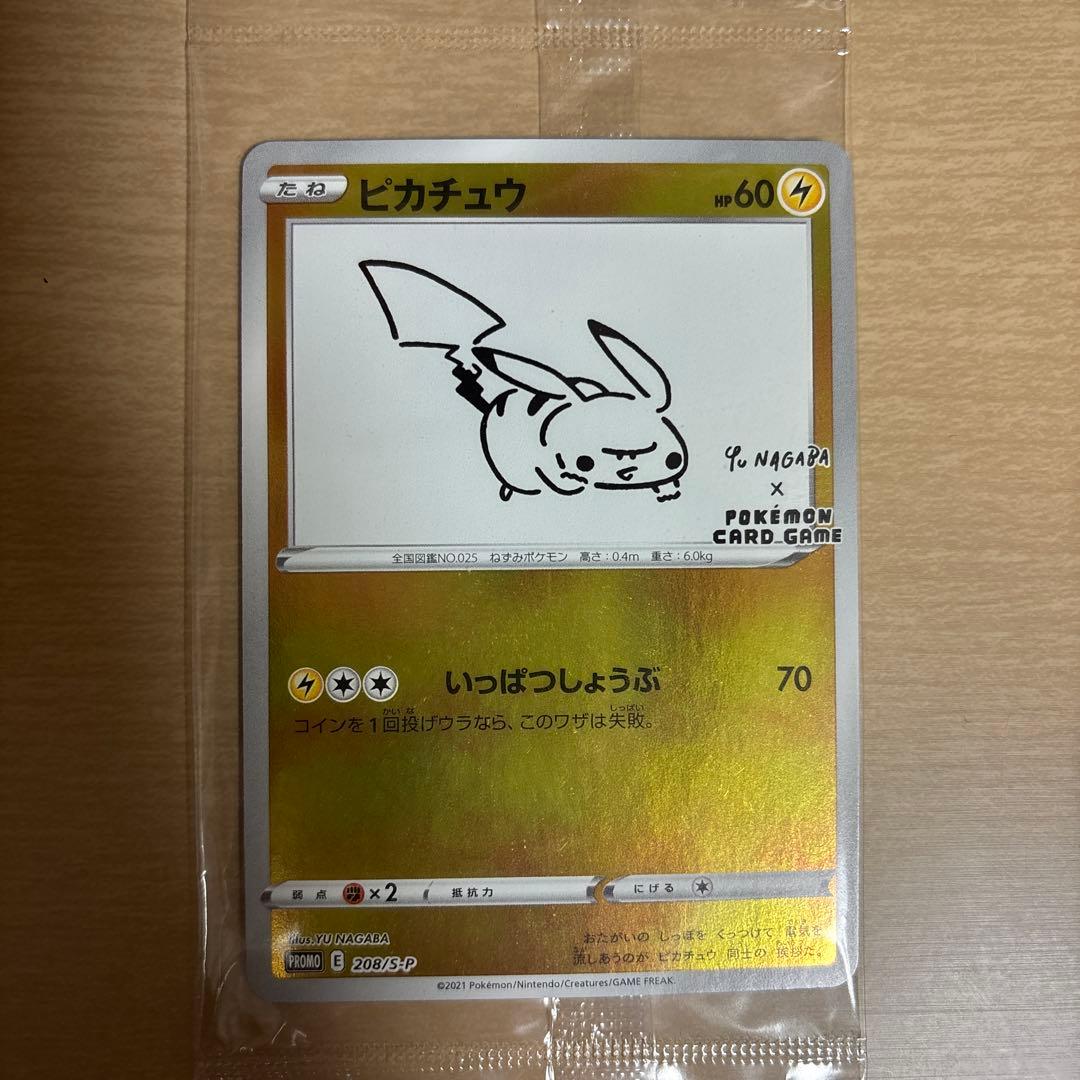 たね ピカチュウ HP60
Yu NAGABA
×
POKÉMON
CARD GAME
全国図鑑NO.025 ねずみポケモン 高さ：0.4m 重さ：6.0kg
いっぱつしょうぶ 70
コインを1回投げウラなら、このワザは失敗。
弱点 ×2 抵抗力 にげる
illus.YU NAGABA
おたがいの しっぽを くっつけて 電気を
流しあうのが ピカチュウ 同士の 挨拶だ。
PROMO E 208/S-P
©2021 Pokémon/Nintendo/Creatures/GAME FREAK.